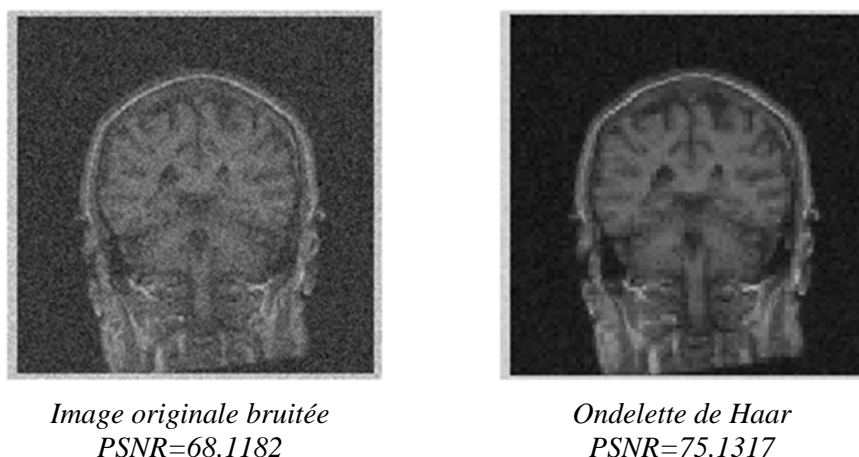 Image originale bruitée
PSNR=68.1182
Ondelette de Haar
PSNR=75.1317